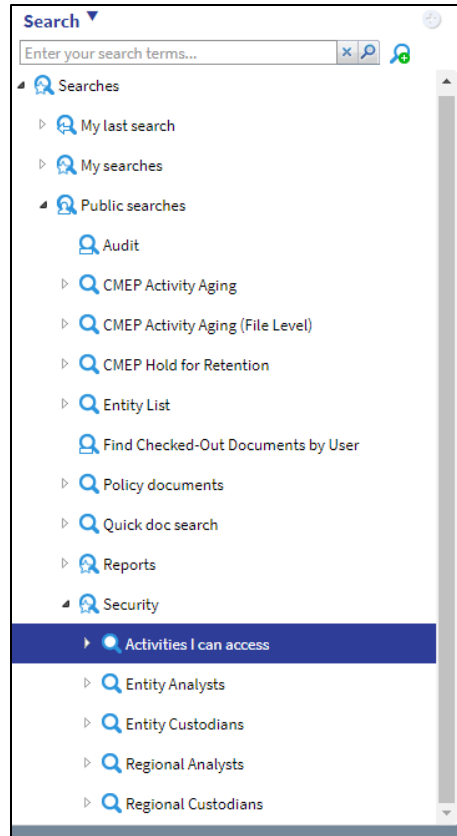 Search
Enter your search terms...
Searches
My last search
My searches
Public searches
Audit
CMEP Activity Aging
CMEP Activity Aging (File Level)
CMEP Hold for Retention
Entity List
Find Checked-Out Documents by User
Policy documents
Quick doc search
Reports
Security
Activities I can access
Entity Analysts
Entity Custodians
Regional Analysts
Regional Custodians